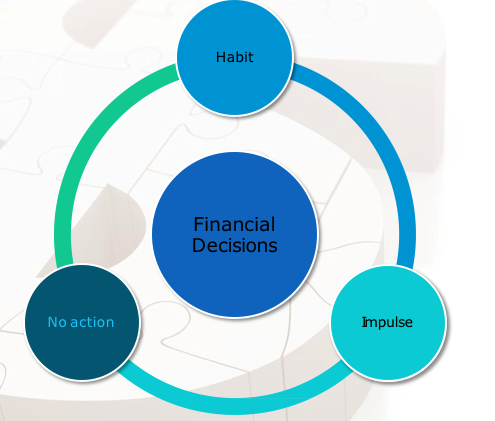 Habit
Financial
Decisions
No action
Impulse